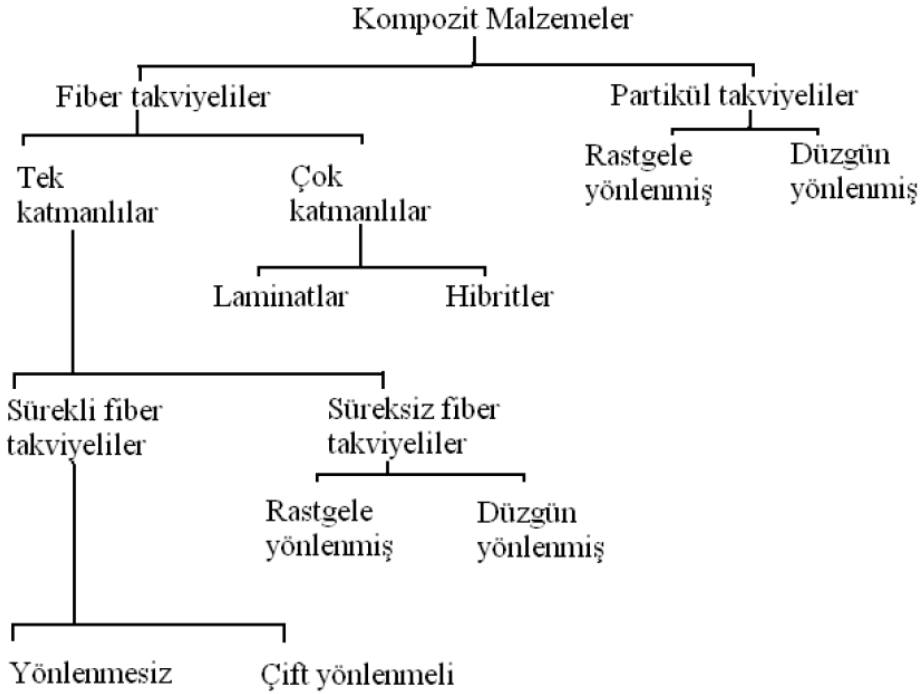 Kompozit Malzemeler
Fiber takviyeliler
Partikül takviyeliler
Tek
katmanlılar
Çok
katmanlılar
Rastgele
yönlenmiş
Düzgün
yönlenmiş
Laminatlar
Hibritler
Sürekli fiber
takviyeliler
Süreksiz fiber
takviyeliler
Rastgele
yönlenmiş
Düzgün
yönlenmiş
Yönlenmesiz
Çift yönlenmeli